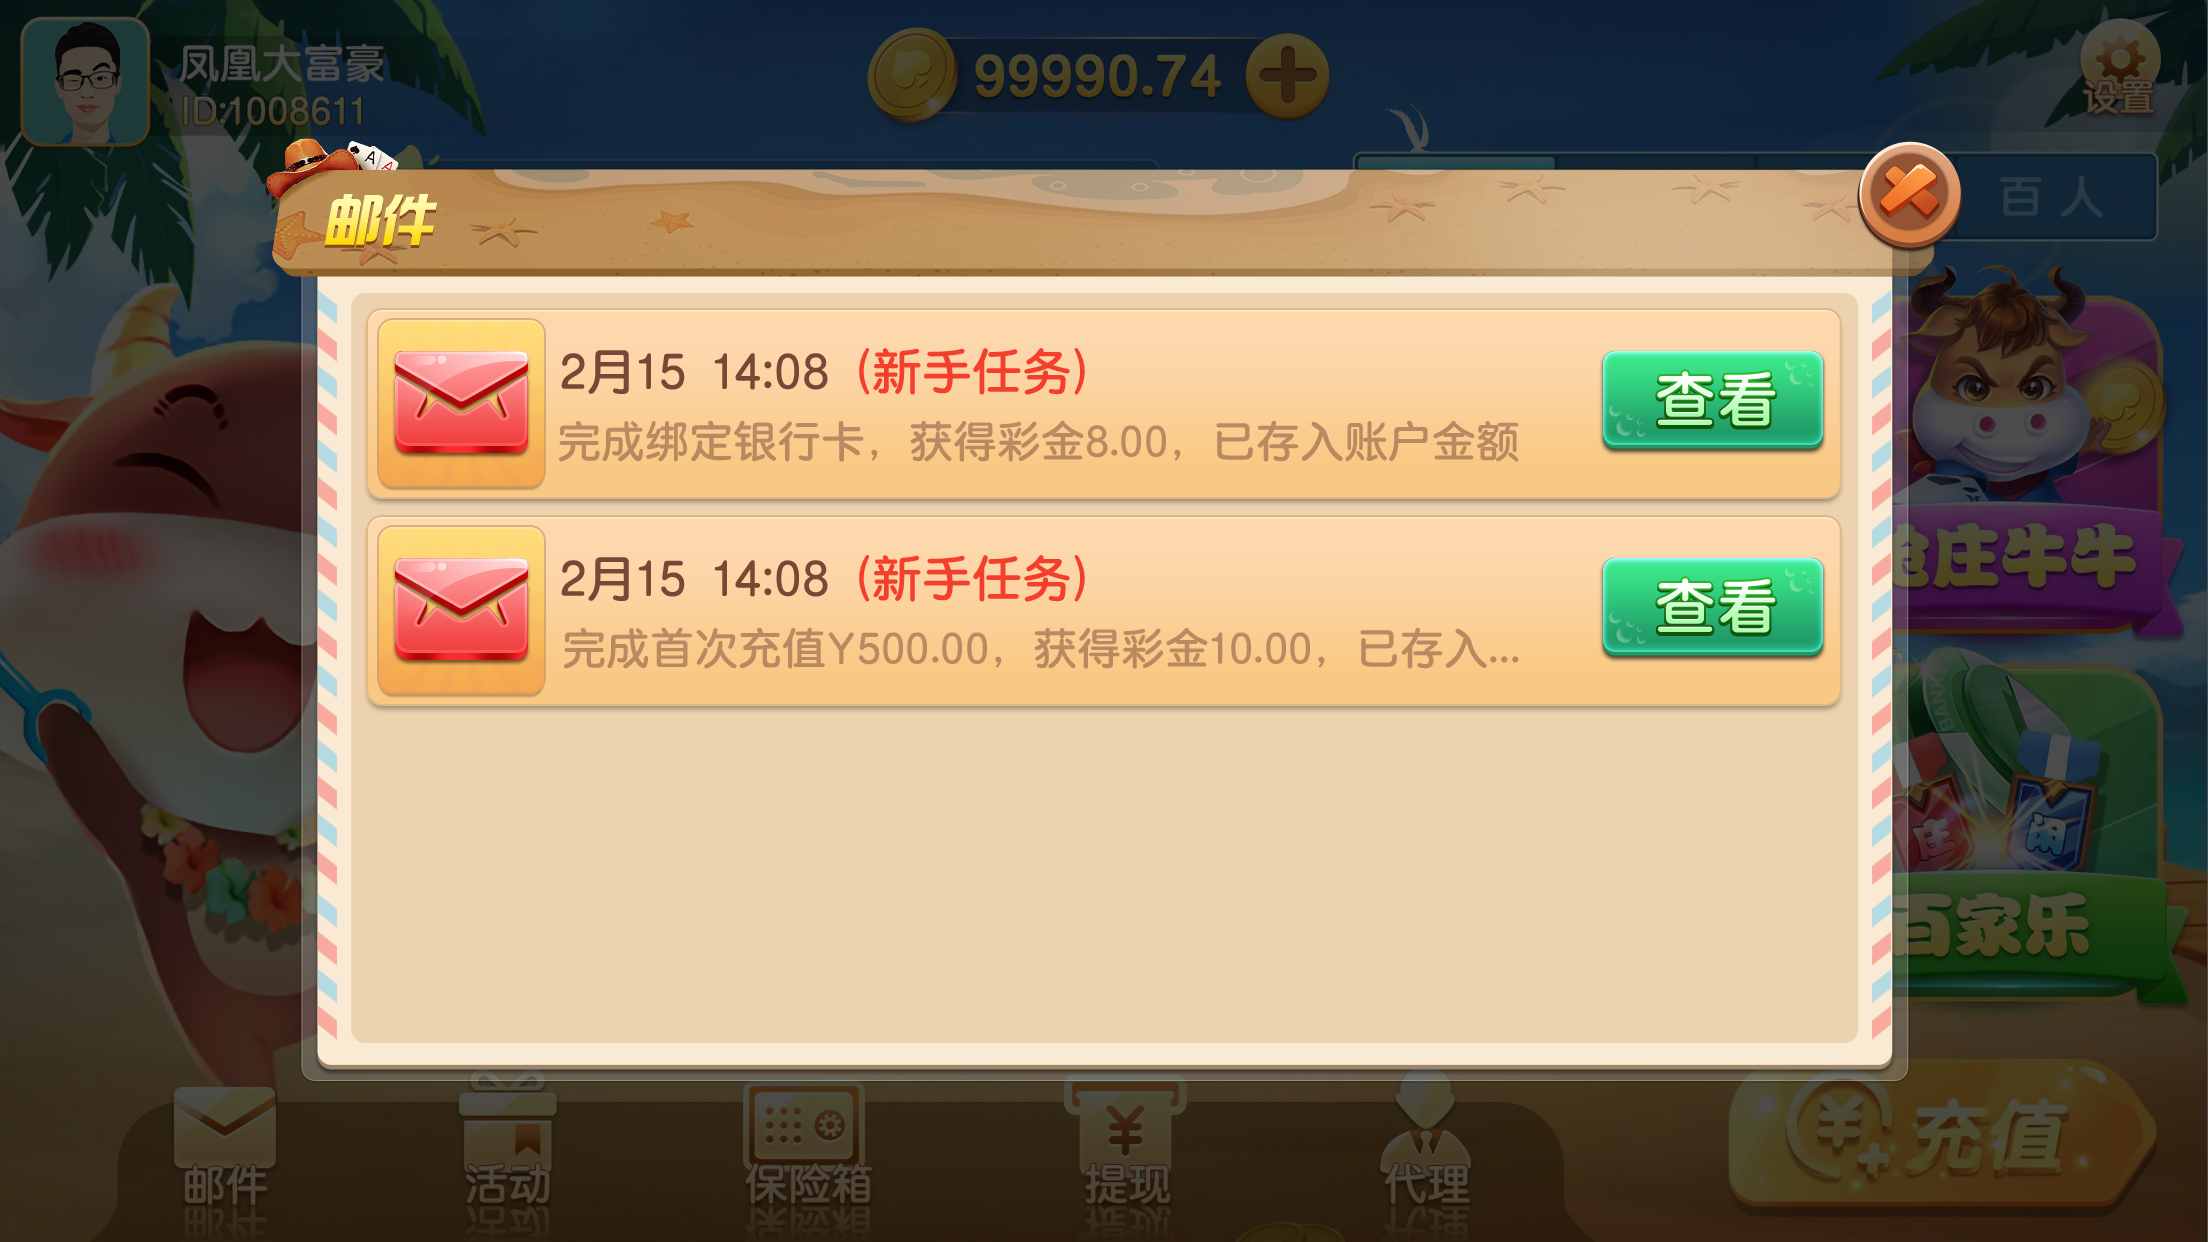 凤凰大富豪
ID:1008611
99990.74
设置
百人
邮件
2月15 14:08 (新手任务)
完成绑定银行卡，获得彩金8.00，已存入账户金额
查看
2月15 14:08 (新手任务)
完成首次充值Y500.00，获得彩金10.00，已存入...
查看
抢庄牛牛
BANK
庄
闲
百家乐
邮件
活动
保险箱
提现
代理
充值